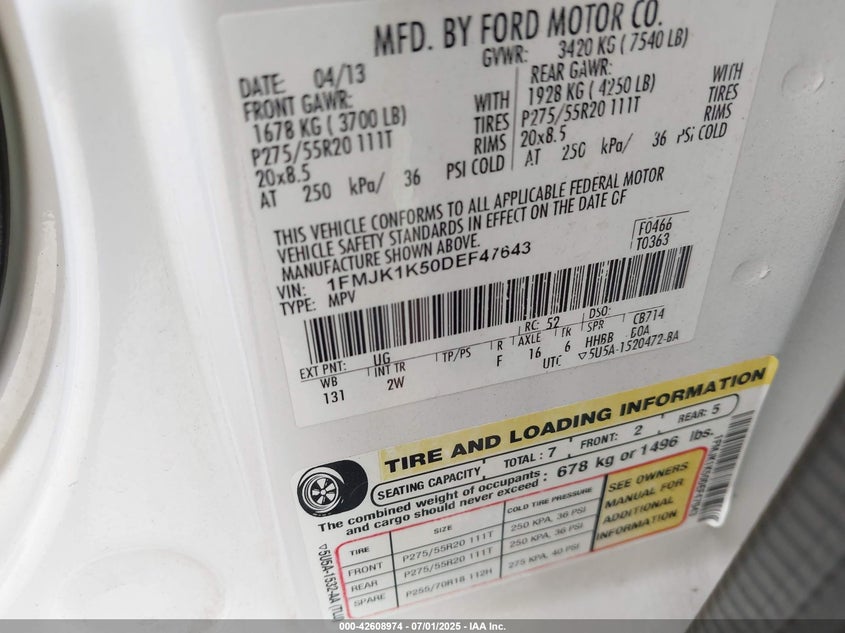 MFD. BY FORD MOTOR CO.
DATE: 04/13 GVWR: 3420 KG ( 7540 LB)
FRONT GAWR: REAR GAWR:
1678 KG ( 3700 LB) WITH 1928 KG ( 4250 LB) WITH
P275/55R20 111T TIRES P275/55R20 111T TIRES
20x8.5 RIMS 20x8.5 RIMS
AT 250 kPa/ 36 PSI COLD AT 250 kPa/ 36 PSI COLD
THIS VEHICLE CONFORMS TO ALL APPLICABLE FEDERAL MOTOR
VEHICLE SAFETY STANDARDS IN EFFECT ON THE DATE OF
MANUFACTURE SHOWN ABOVE.
VIN: 1FMJK1K50DEF47643 F0466
TYPE: MPV T0363
EXT PNT: UG RC: 52 DSO:
WB INT TR TP/PS R AXLE TR SPR CB714
131 2W F 16 6 HHBB
UTC ▽5U5A-1520472-BA
TIRE AND LOADING INFORMATION
SEATING CAPACITY TOTAL : 7 FRONT: 2 REAR: 5
The combined weight of occupants and cargo should never exceed : 678 kg or 1496 lbs.
TIRE SIZE COLD TIRE PRESSURE
FRONT P275/55R20 111T 250 KPA, 36 PSI
REAR P275/55R20 111T 250 KPA, 36 PSI
SPARE P255/70R18 112H 275 KPA, 40 PSI
SEE OWNERS
MANUAL FOR
ADDITIONAL
INFORMATION
▽5U5A-1532-AA
000-42608974 - 07/01/2025 - IAA Inc.